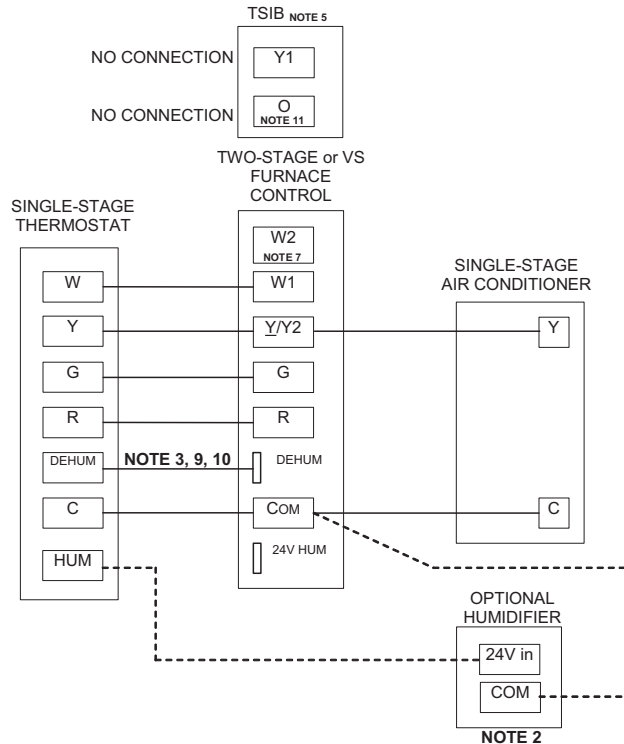 TSIB NOTE 5
NO CONNECTION Y1
NO CONNECTION O
NOTE 11
TWO-STAGE or VS
FURNACE
CONTROL
SINGLE-STAGE
THERMOSTAT
W2
NOTE 7
SINGLE-STAGE
AIR CONDITIONER
W W1
Y Y/Y2 Y
G G
R R
DEHUM NOTE 3, 9, 10 DEHUM
C COM C
HUM 24V HUM
OPTIONAL
HUMIDIFIER
24V in
COM
NOTE 2